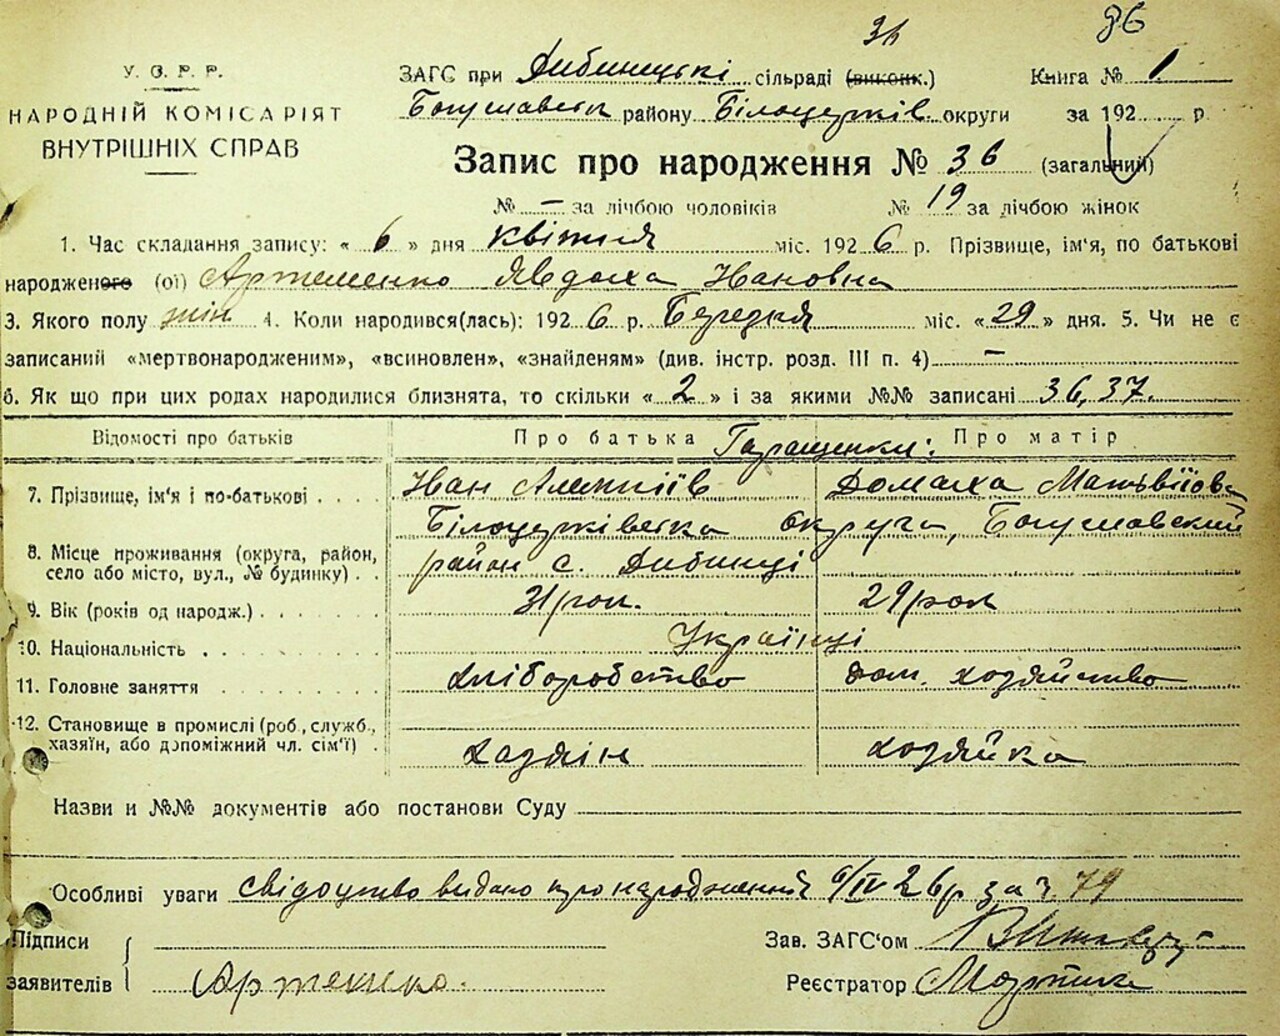 86
У. С. Р. Р.
НАРОДНІЙ КОМІСАРІЯТ
ВНУТРІШНІХ СПРАВ
ЗАГС при Дибинецькі сільраді (виконк.) Книга № 1
Богуславськ району Білоцерків. округи за 192 р.
Запис про народження № 36 (загальний)
№ — за лічбою чоловіків № 19 за лічбою жінок
1. Час складання запису: « 6 » дня квітня міс. 1926 р. Прізвище, ім'я, по батькові
народженого (ої) Артеменко Явдоха Івановна
3. Якого полу жін 4. Коли народився(лась): 1926 р. Березня міс. «29» дня. 5. Чи не є
записаний «мертвонародженим», «всиновлен», «знайденям» (див. інстр. розд. III п. 4) —
6. Як що при цих родах народилися близнята, то скільки « 2 » і за якими №№ записані 36, 37.
Відомості про батьків Про батька Про матір
7. Прізвище, ім'я і по-батькові Іван Алексіїв Домаха Матвіїова
Білоцерківська округа, Богуславский
8. Місце проживання (округа, район,
село або місто, вул., № будинку) район с. Дибинці
9. Вік (років од народж.) 31 рок. 29 рок
10. Національність Українці
11. Головне заняття хліборобство дом. хозяйство
12. Становище в промислі (роб., служб.,
хазяїн, або допоміжний чл. сім'ї) хазяїн хозяйка
Назви и №№ документів або постанови Суду
Особливі уваги свідоцтво видано про народження 6/IV 26 р за ч. 79
Підписи Зав. ЗАГС'ом
заявителів Артеменко. Реєстратор